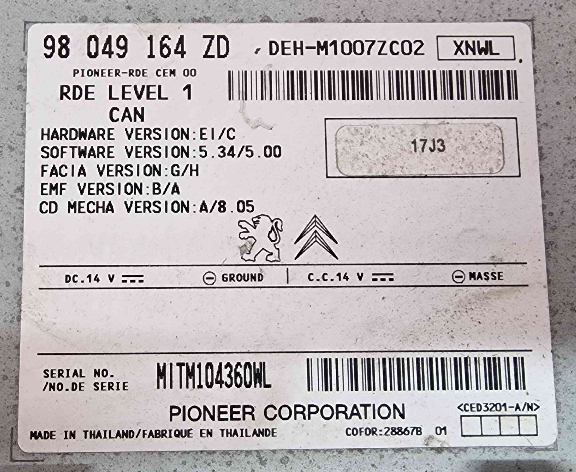 98 049 164 ZD , DEH-M1007ZC02 XNWL
PIONEER-RDE CEM 00
RDE LEVEL 1
CAN
HARDWARE VERSION:EI/C
SOFTWARE VERSION:5.34/5.00
17J3
FACIA VERSION:G/H
EMF VERSION:B/A
CD MECHA VERSION:A/8.05
DC.14 V GROUND C.C.14 V MASSE
SERIAL NO.
/NO.DE SERIE MITM104360WL
PIONEER CORPORATION <CED3201-A/N>
MADE IN THAILAND/FABRIQUÉ EN THAILANDE COFOR:28867B 01